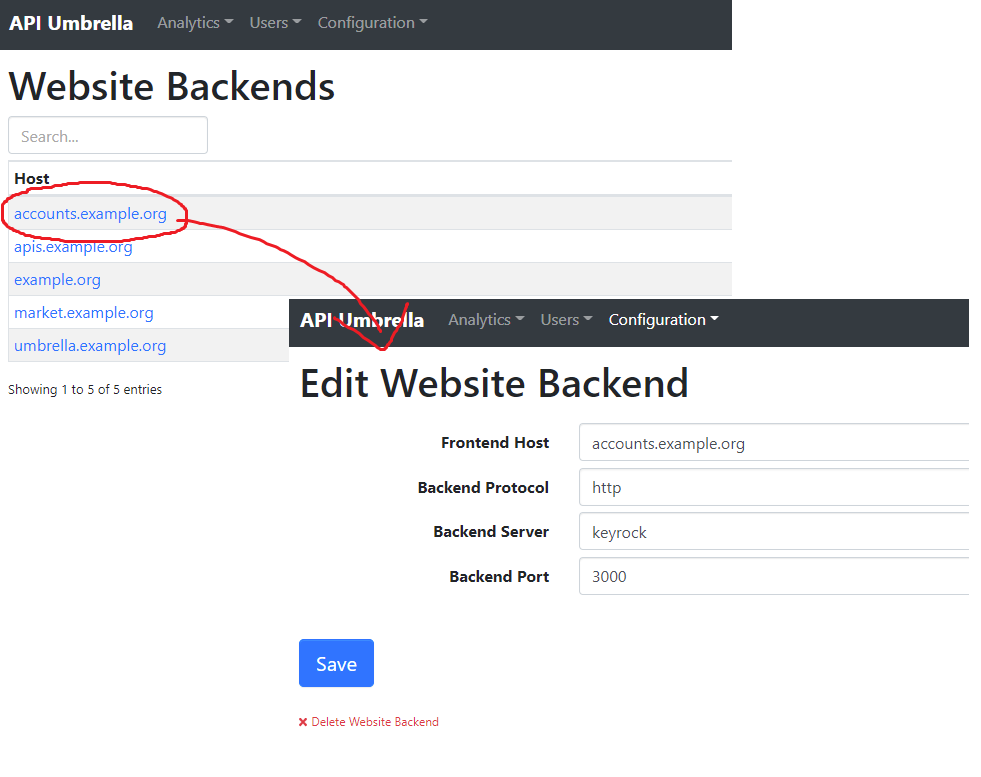 API Umbrella Analytics Users Configuration
Website Backends
Search...
Host
accounts.example.org
apis.example.org
example.org
market.example.org
umbrella.example.org
Showing 1 to 5 of 5 entries
API Umbrella Analytics Users Configuration
Edit Website Backend
Frontend Host accounts.example.org
Backend Protocol http
Backend Server keyrock
Backend Port 3000
Save
Delete Website Backend